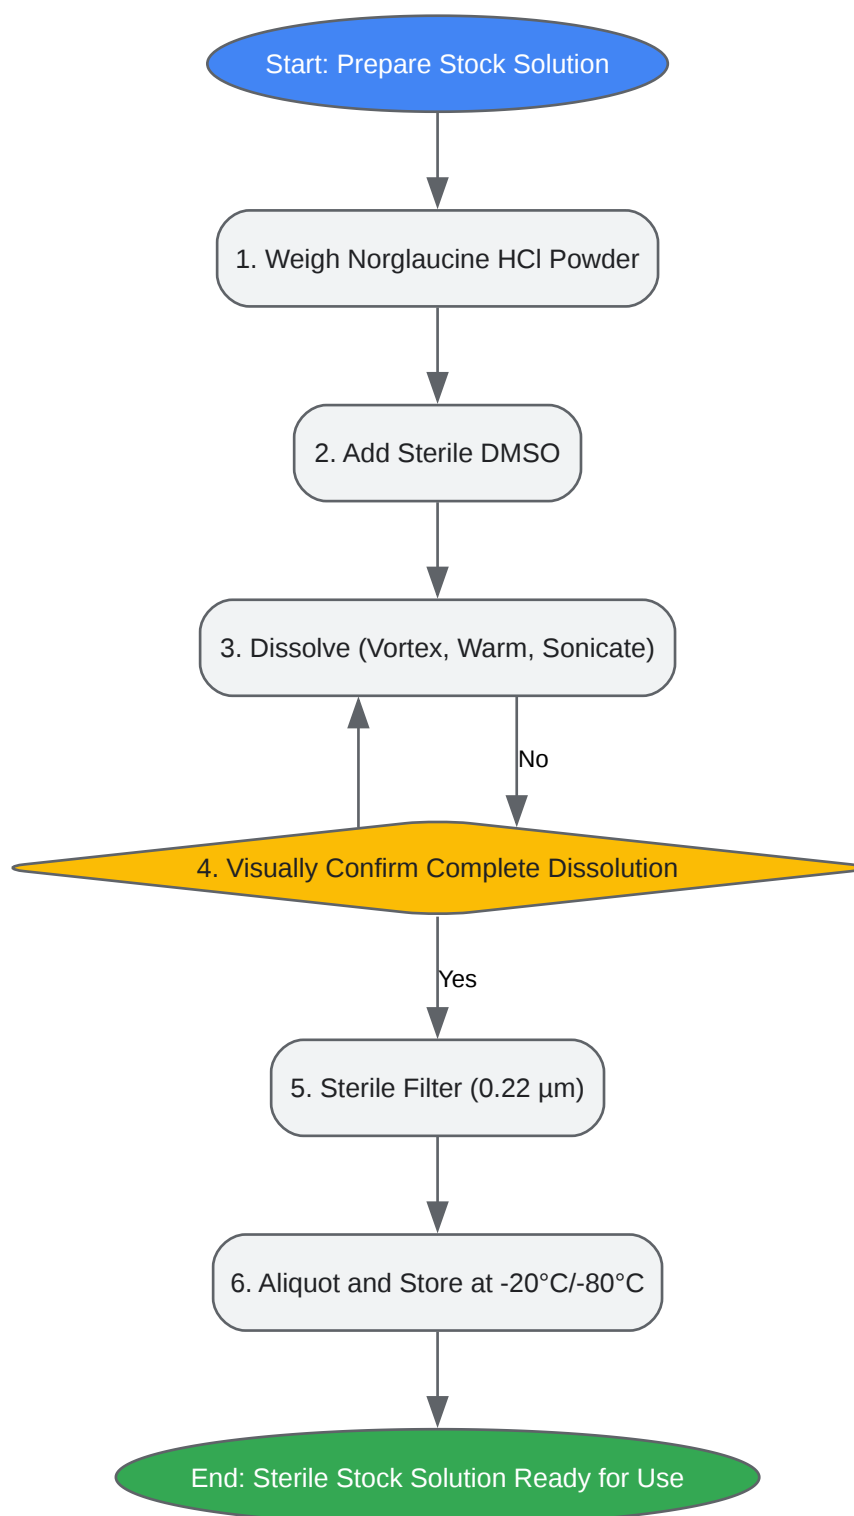 Start: Prepare Stock Solution
1. Weigh Norglaucine HCl Powder
2. Add Sterile DMSO
3. Dissolve (Vortex, Warm, Sonicate)
No
4. Visually Confirm Complete Dissolution
Yes
5. Sterile Filter (0.22 µm)
6. Aliquot and Store at -20°C/-80°C
End: Sterile Stock Solution Ready for Use